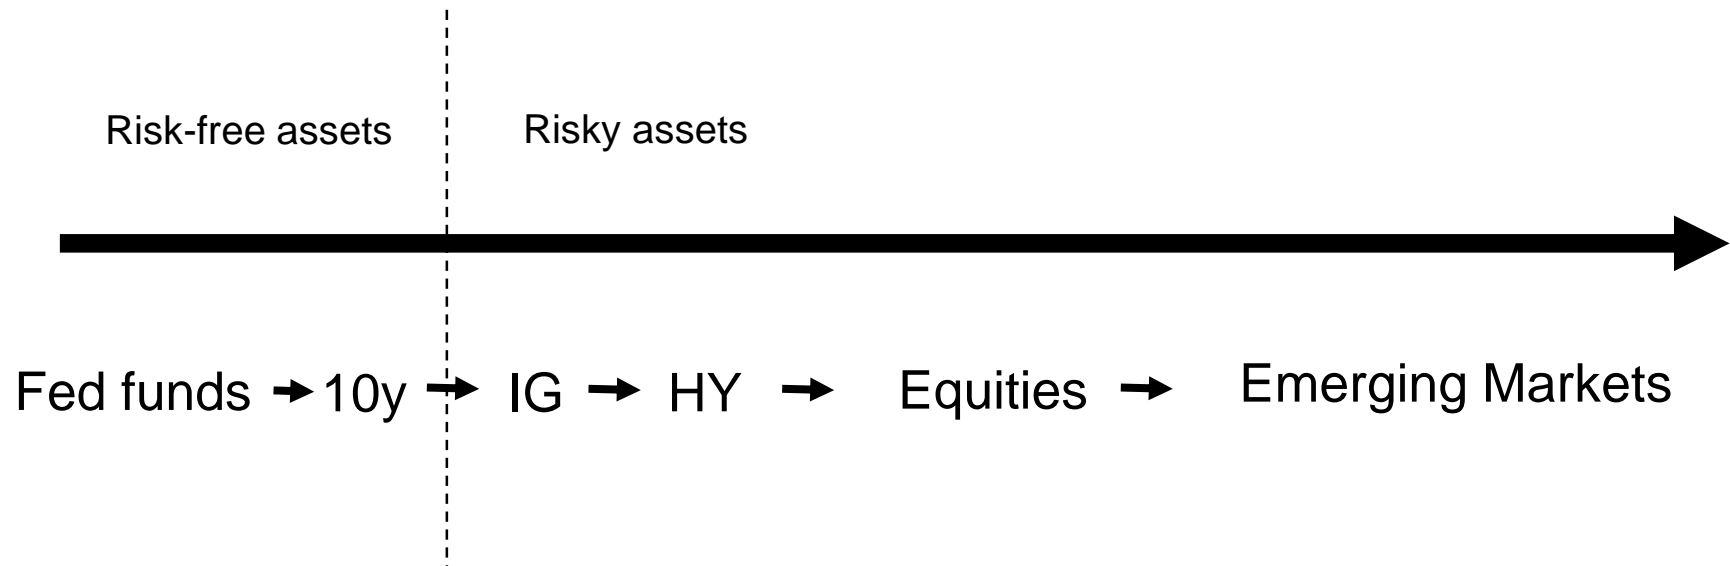 Risk-free assets Risky assets
Fed funds 10y IG HY Equities Emerging Markets